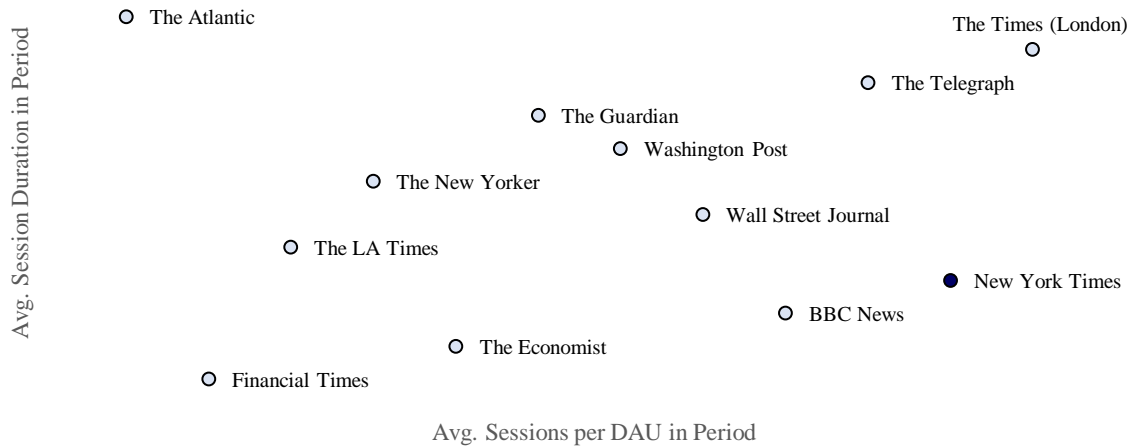 The Atlantic
The Times (London)
The Telegraph
The Guardian
Washington Post
The New Yorker
Wall Street Journal
The LA Times
New York Times
BBC News
The Economist
Financial Times
Avg. Session Duration in Period
Avg. Sessions per DAU in Period